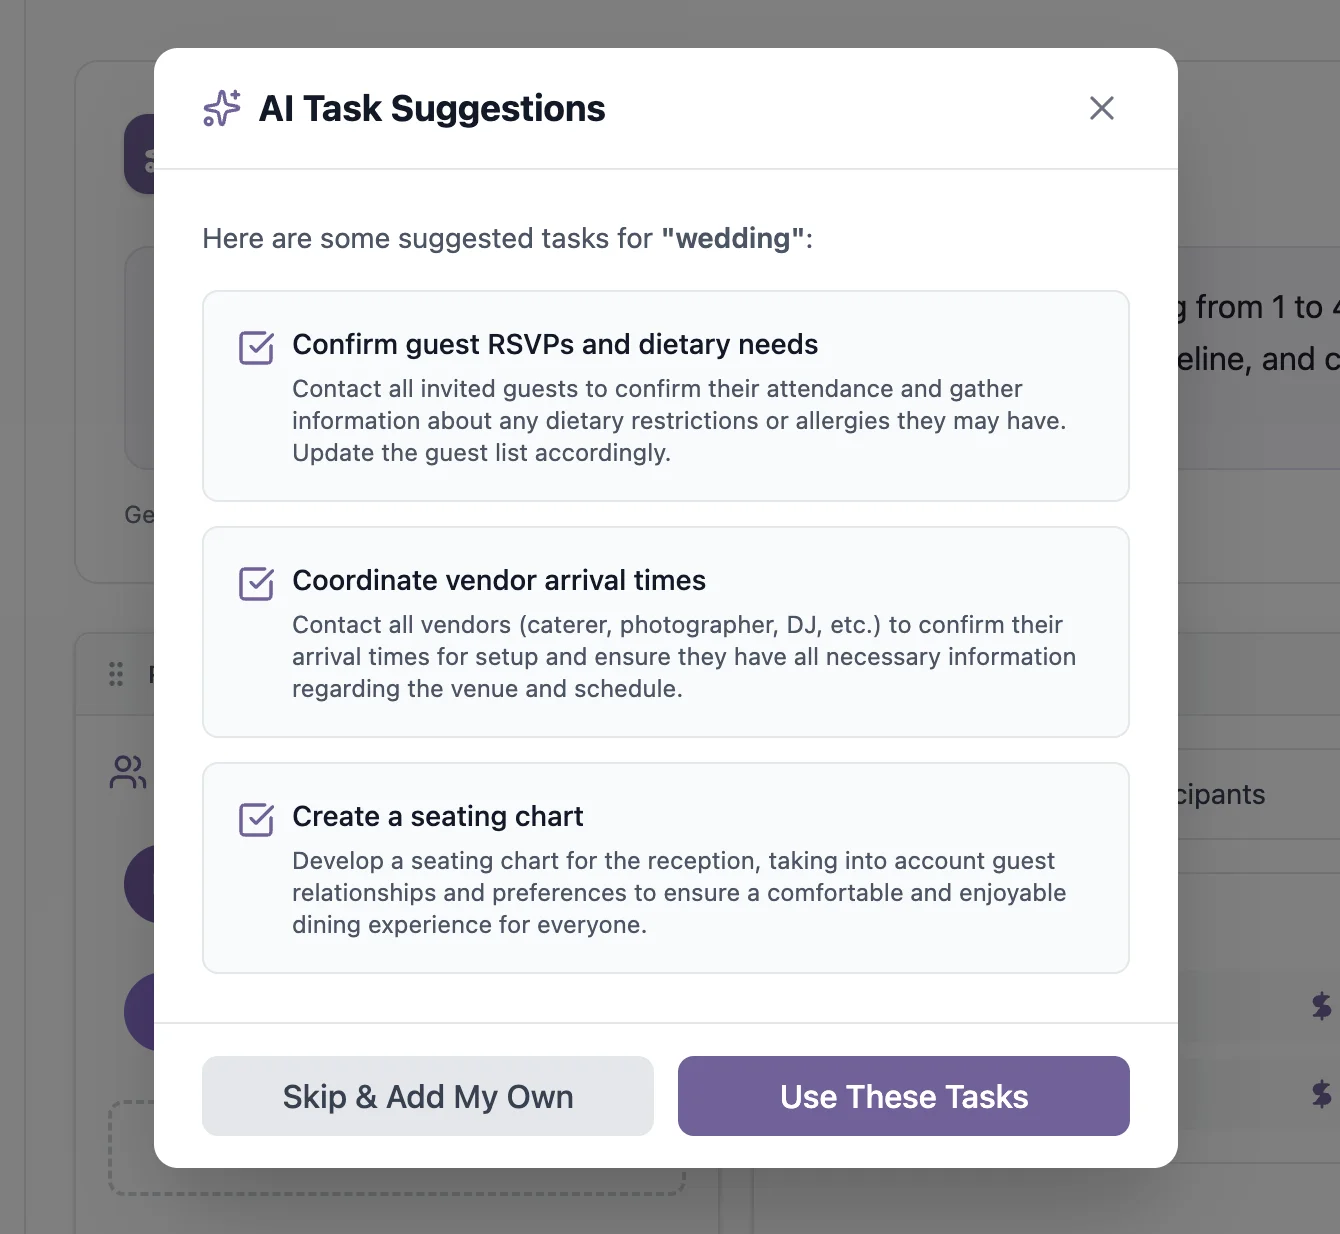 AI Task Suggestions
Here are some suggested tasks for "wedding":
from 1 to
Confirm guest RSVPs and dietary needs
and
Contact all invited guests to confirm their attendance and gather
information about any dietary restrictions or allergies they may have.
Update the guest list accordingly.
Coordinate vendor arrival times
Contact all vendors (caterer, photographer, DJ, etc.) to confirm their
arrival times for setup and ensure they have all necessary information
regarding the venue and schedule.
Create a seating chart
Develop a seating chart for the reception, taking into account guest
relationships and preferences to ensure a comfortable and enjoyable
dining experience for everyone.
$
$
Skip & Add My Own
Use These Tasks